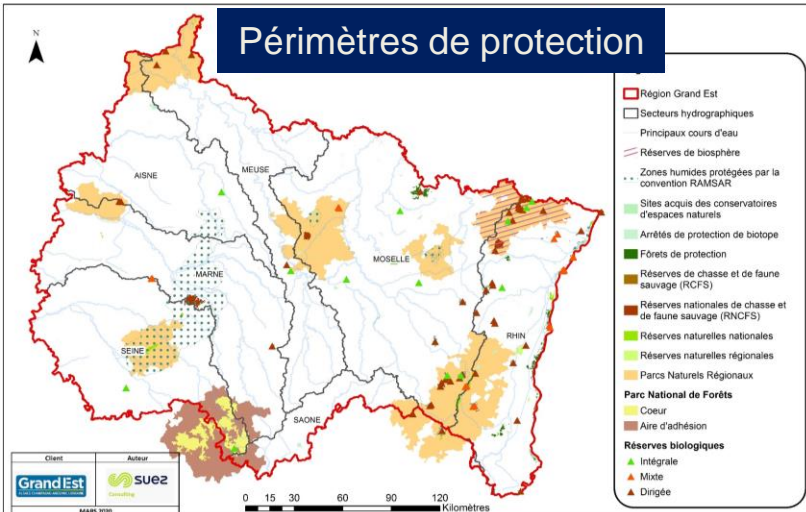 Périmètres de protection
N
AISNE
MEUSE
MARNE
MOSELLE
SEINE
RHIN
SAONE
Région Grand Est
Secteurs hydrographiques
Principaux cours d'eau
Réserves de biosphère
Zones humides protégées par la
convention RAMSAR
Sites acquis des conservatoires
d'espaces naturels
Arrêtés de protection de biotope
Fôrets de protection
Réserves de chasse et de faune
sauvage (RCFS)
Réserves nationales de chasse et
de faune sauvage (RNCFS)
Réserves naturelles nationales
Réserves naturelles régionales
Parcs Naturels Régionaux
Parc National de Forêts
Coeur
Aire d'adhésion
Réserves biologiques
Intégrale
Mixte
Dirigée
Client
Auteur
GrandEst
suez
Consulting
MARS 2020
0 15 30 60 90 120
Kilomètres